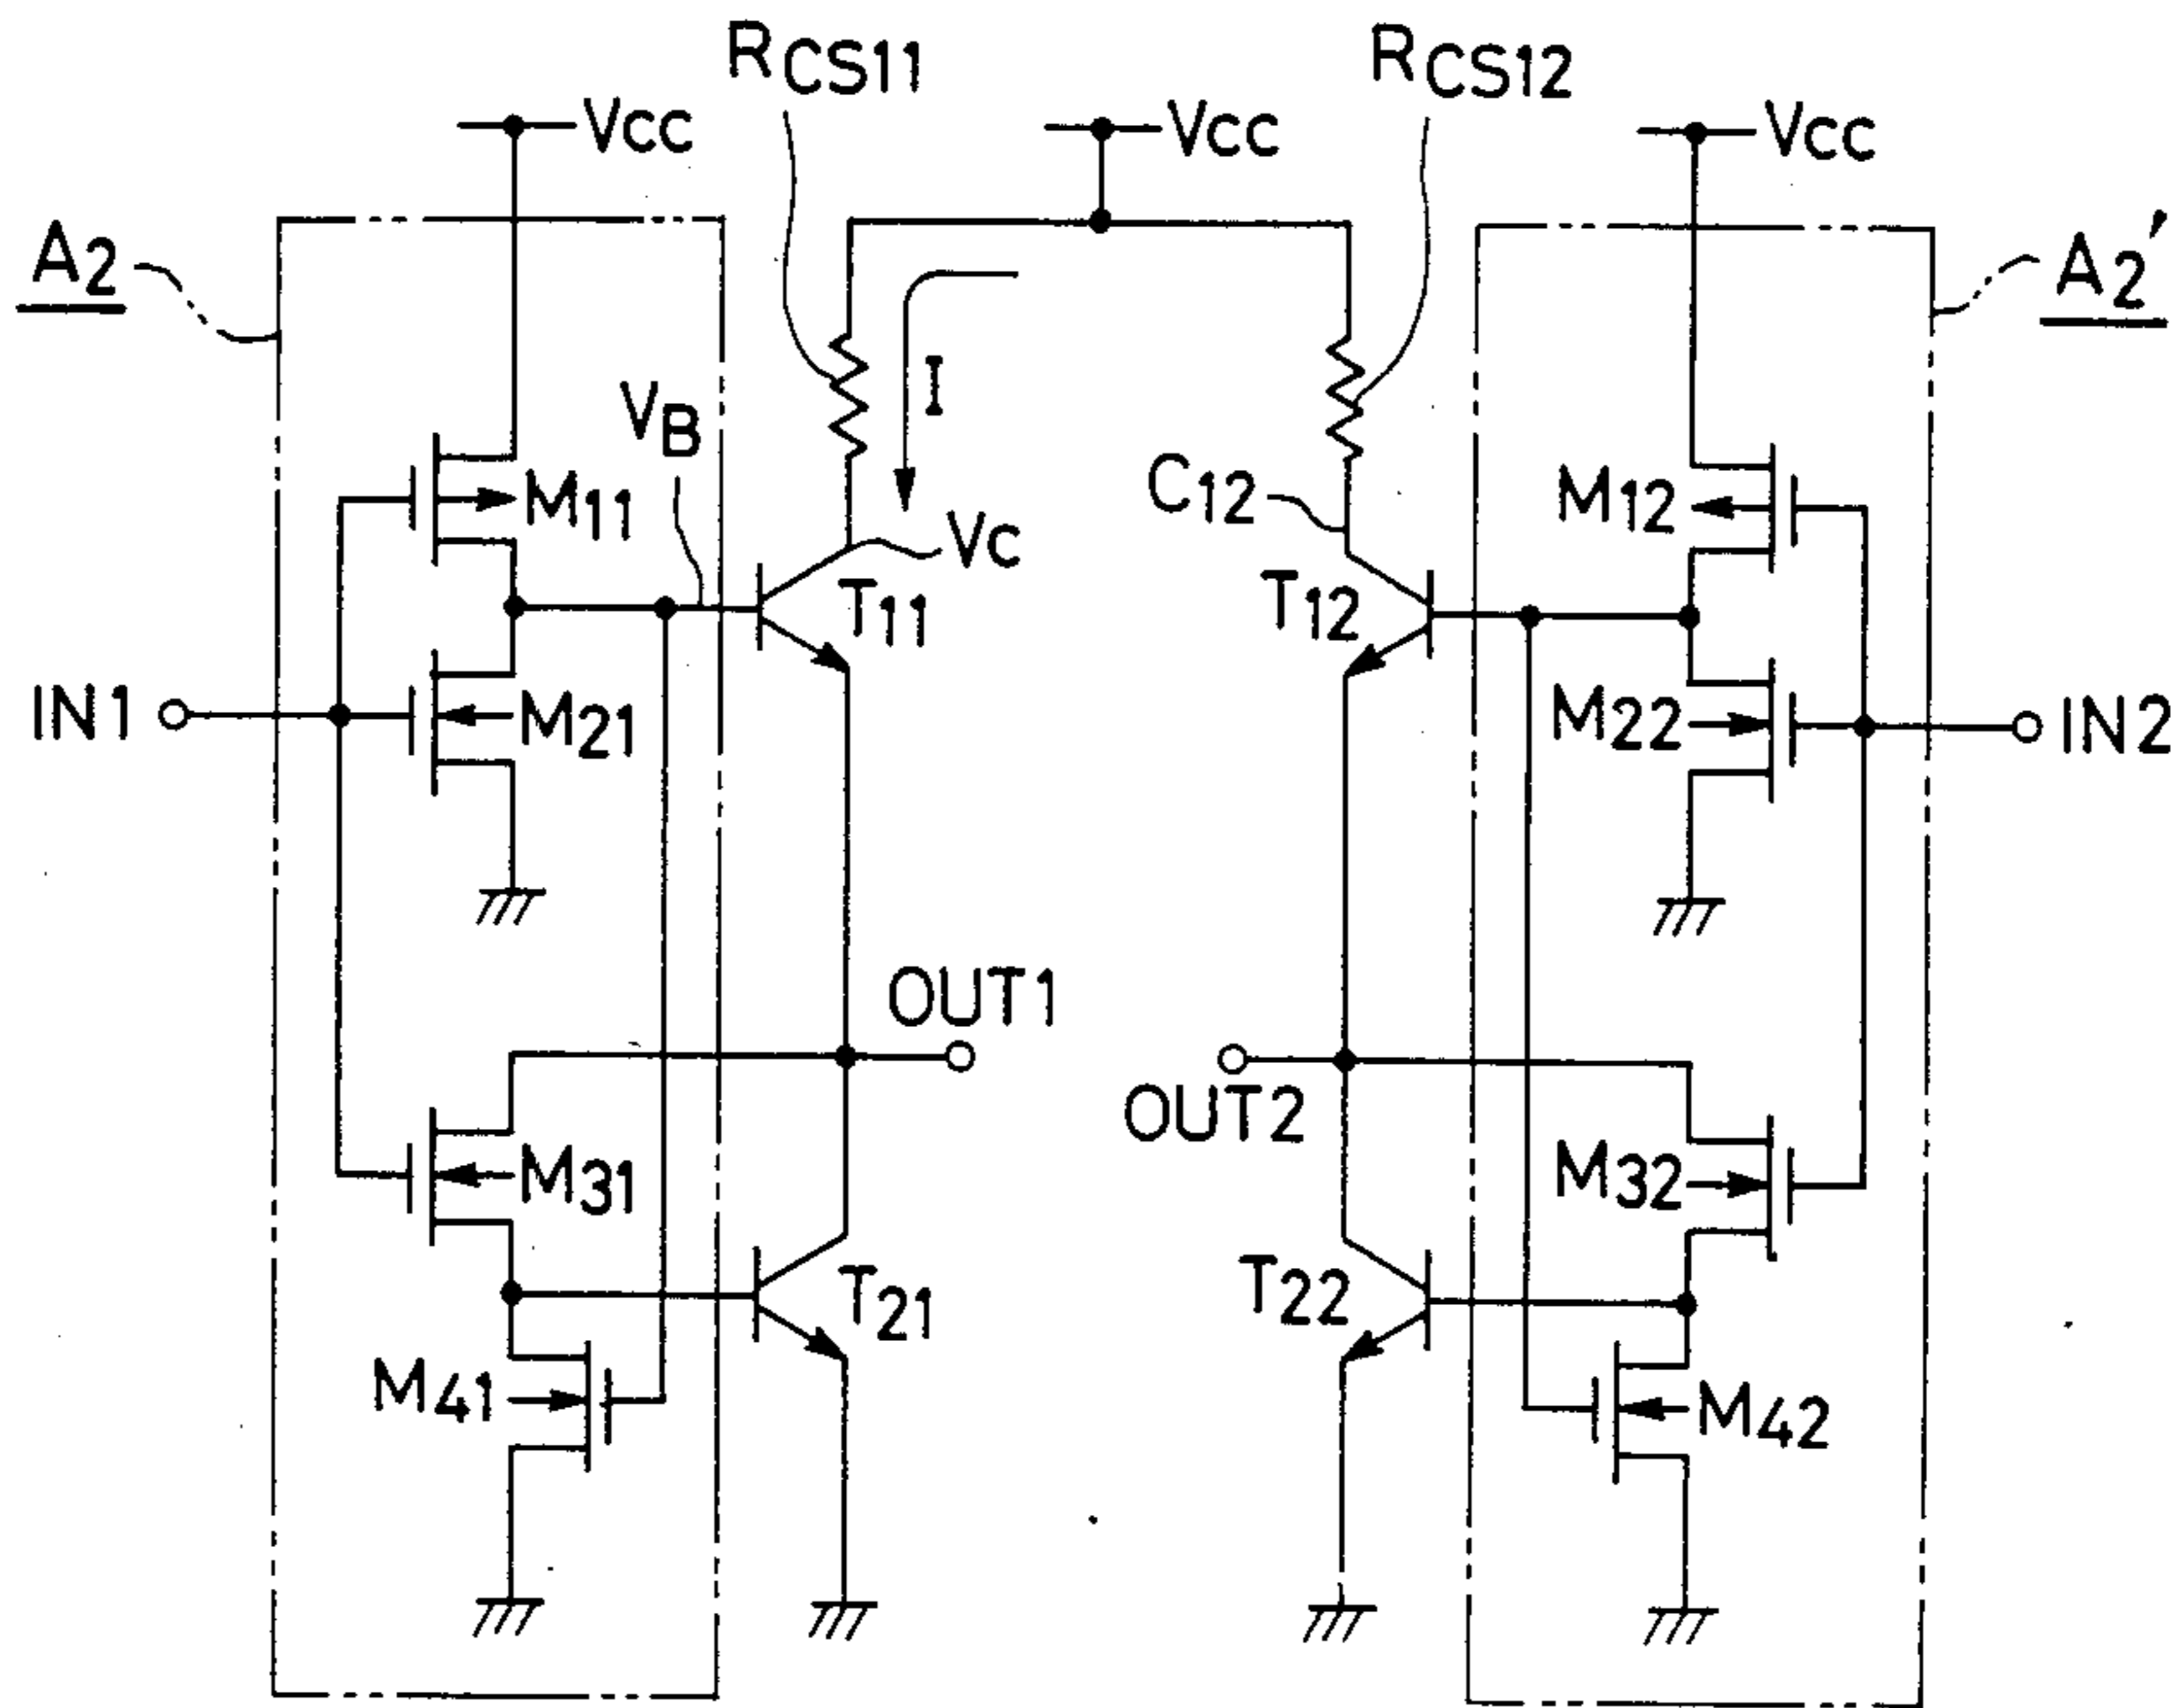 RCS11
RCS12
Vcc
Vcc
Vcc
A2
A2'
I
VB
M11
C12
M12
Vc
T11
T12
IN1
M21
M22
IN2
OUT1
OUT2
M31
M32
T21
T22
M41
M42